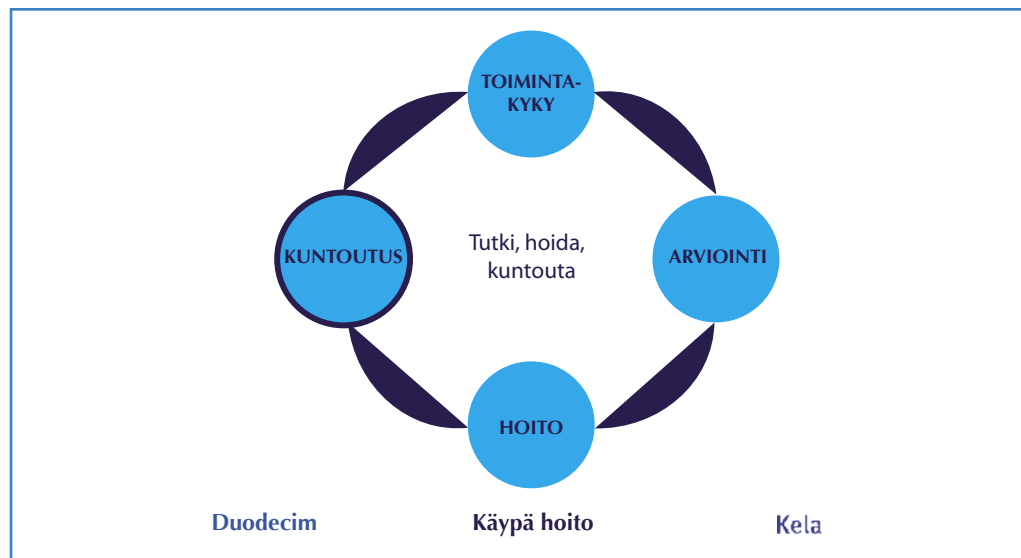 TOIMINTA-
KYKY
KUNTOUTUS
Tutki, hoida,
kuntouta
ARVIOINTI
HOITO
Duodecim
Käypä hoito
Kela